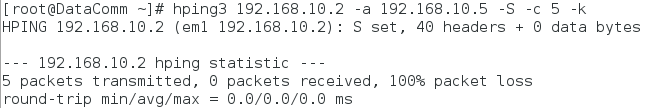 [root@DataComm ~]# hping3 192.168.10.2 -a 192.168.10.5 -S -c 5 -k
HPING 192.168.10.2 (em1 192.168.10.2): S set, 40 headers + 0 data bytes
--- 192.168.10.2 hping statistic ---
5 packets transmitted, 0 packets received, 100% packet loss
round-trip min/avg/max = 0.0/0.0/0.0 ms